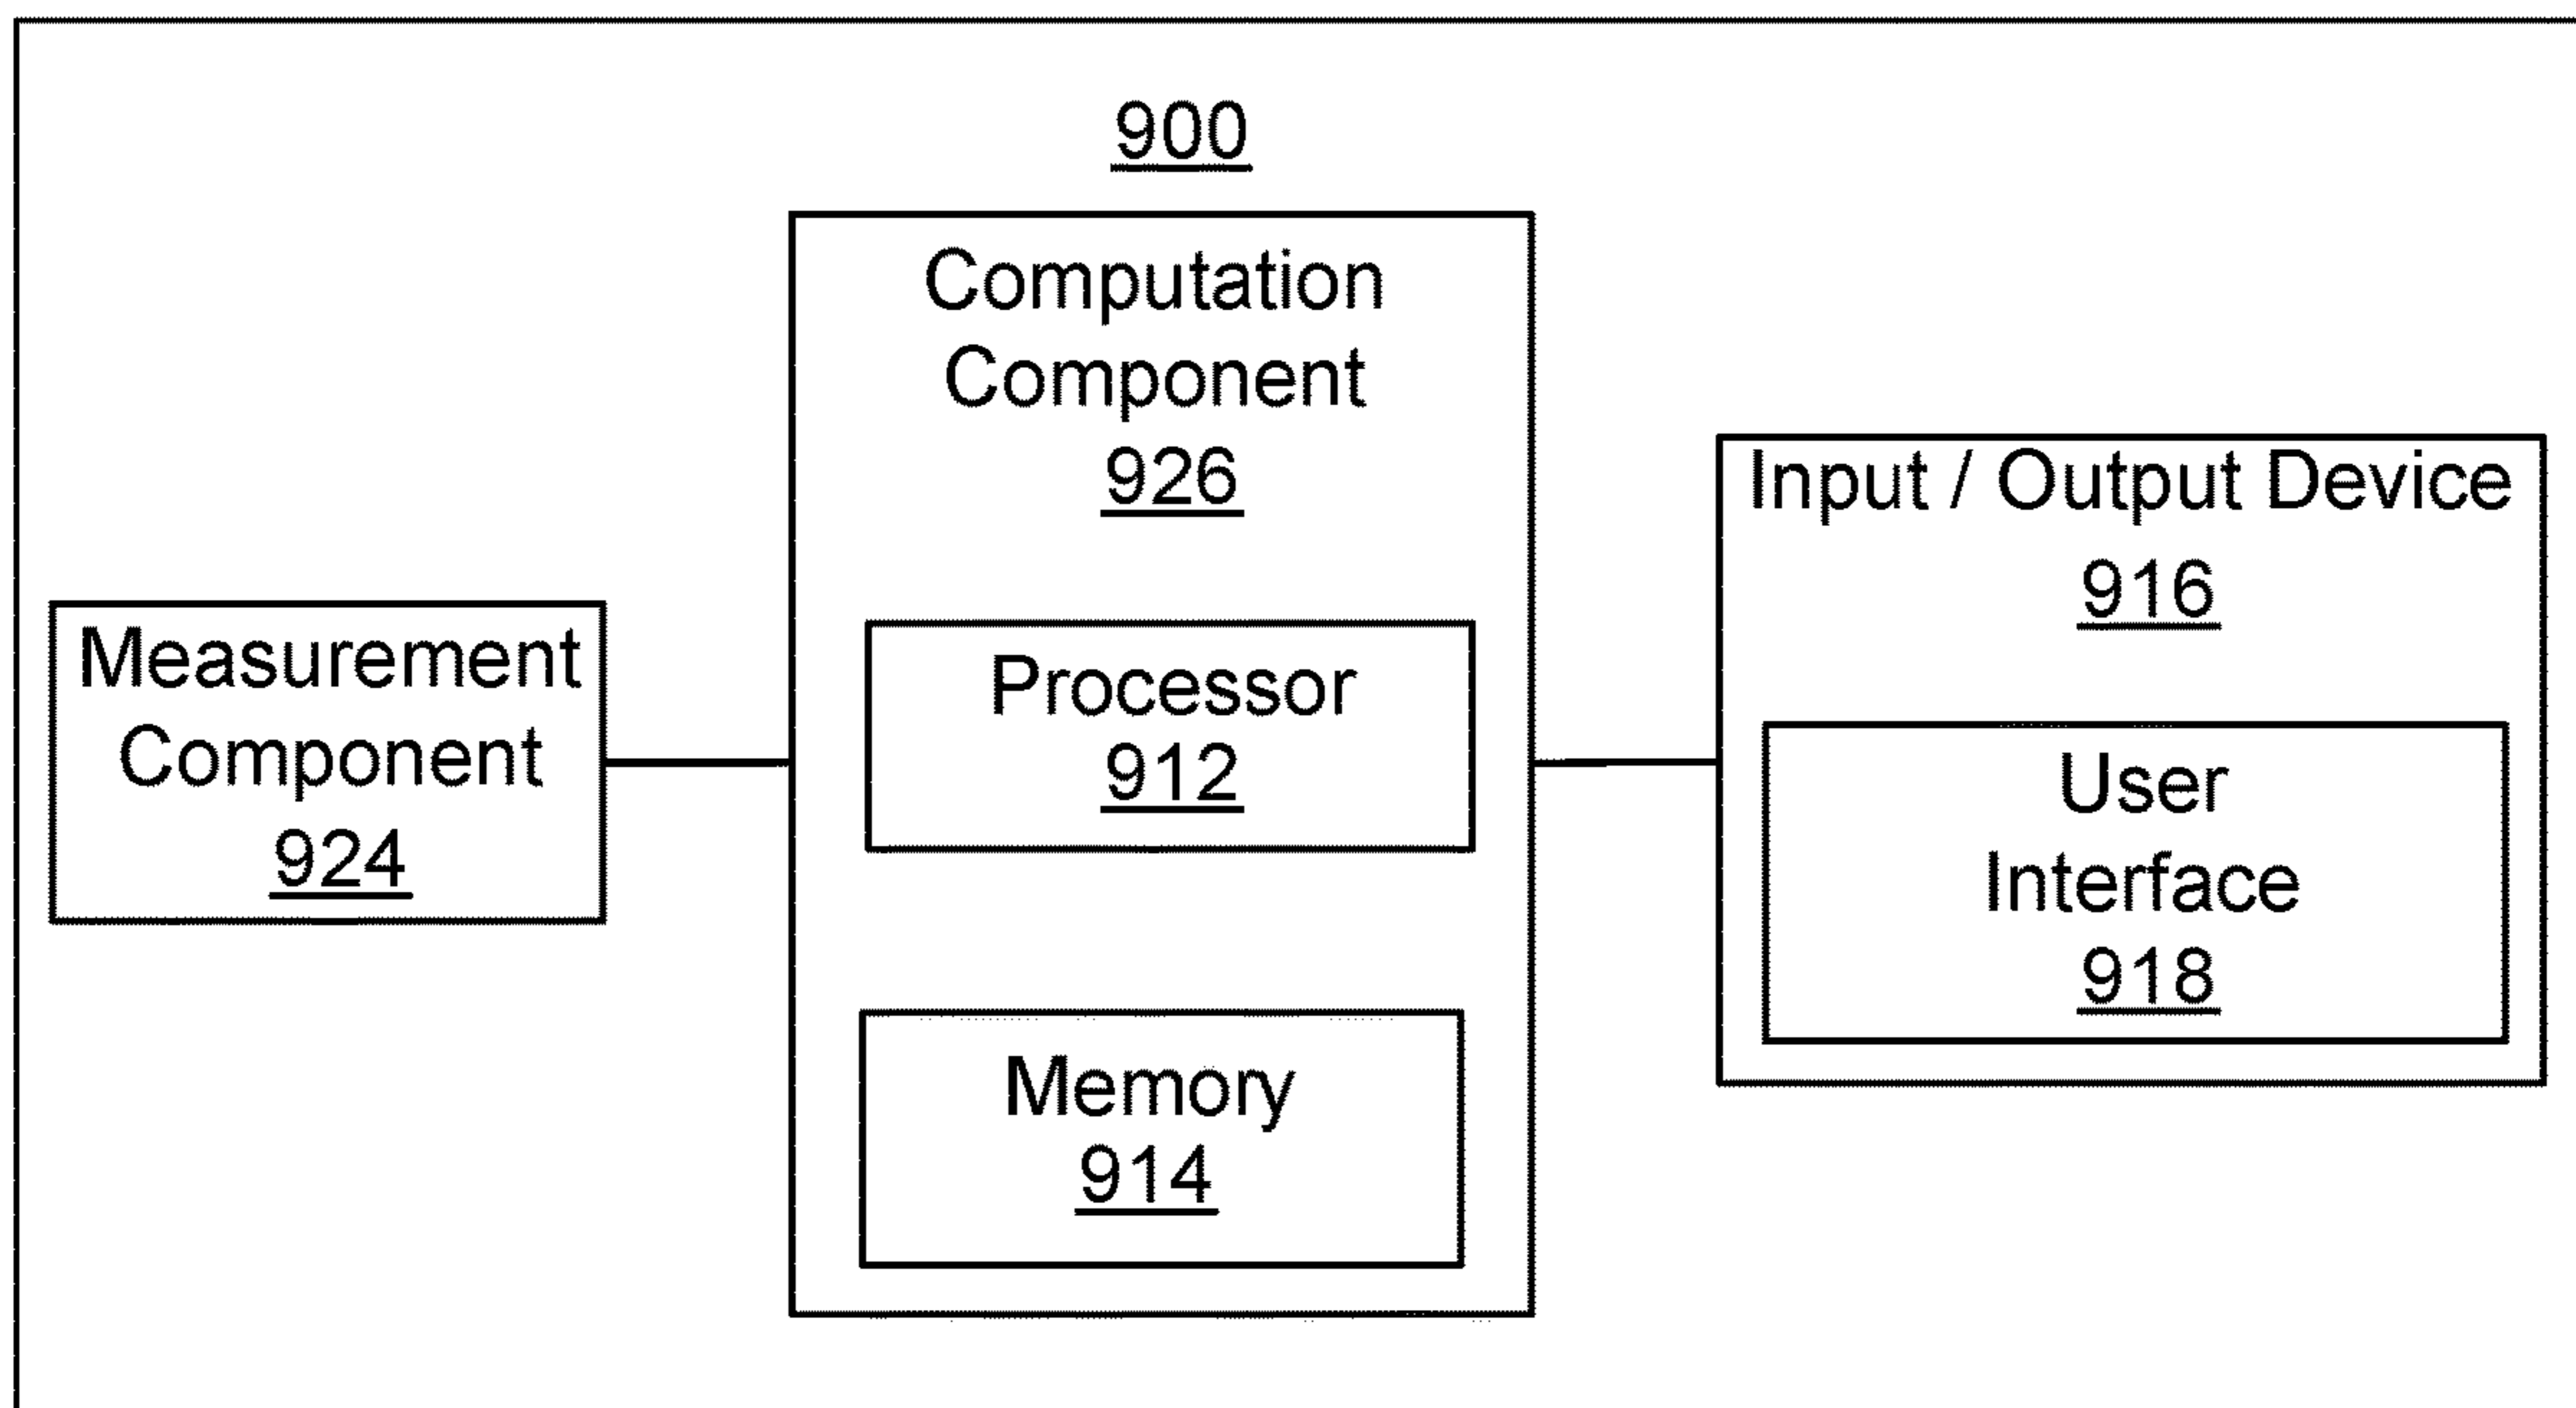 900
Measurement
Component
924
Computation
Component
926
Processor
912
Memory
914
Input / Output Device
916
User
Interface
918